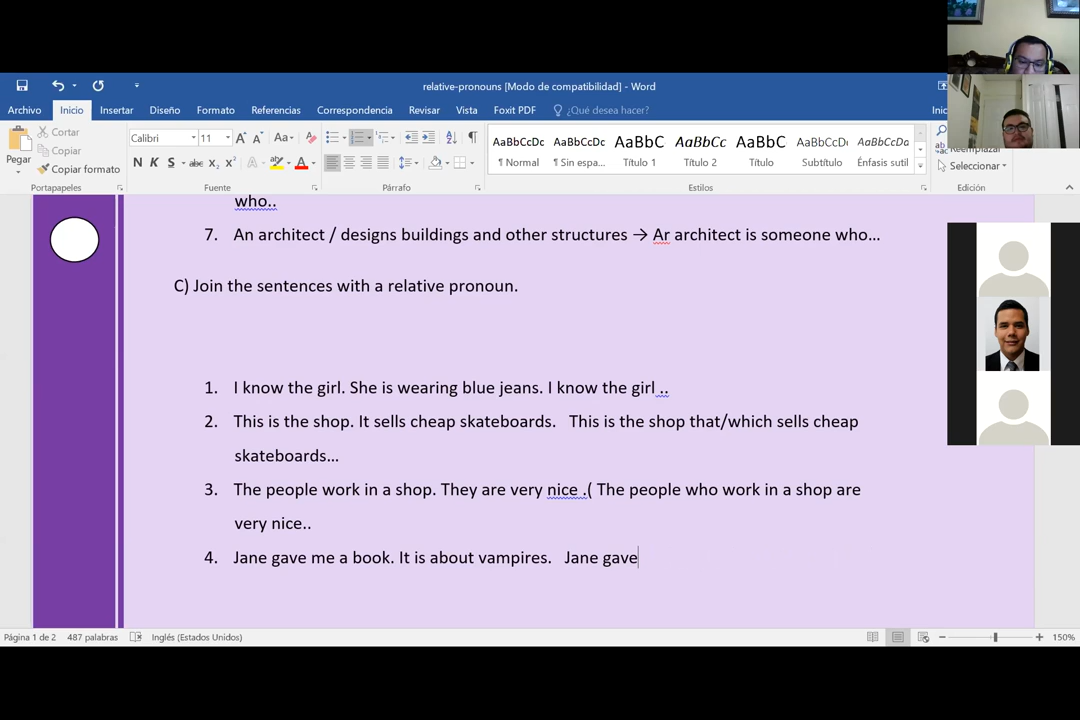 relative-pronouns [Modo de compatibilidad] - Word
Archivo Inicio Insertar Diseño Formato Referencias Correspondencia Revisar Vista Foxit PDF ¿Qué desea hacer? Inic
Pegar
Cortar
Copiar
Copiar formato
Portapapeles
Calibri 11
Fuente
Párrafo
AaBbCcDc AaBbCcDc AaBbC AaBbCc AaBbC AaBbCcD AaBbCcDc
¶ Normal ¶ Sin espa... Título 1 Título 2 Título Subtítulo Énfasis sutil
Estilos
Reemplazar
Seleccionar
Edición
who..
7. An architect / designs buildings and other structures → Ar architect is someone who...
C) Join the sentences with a relative pronoun.
1. I know the girl. She is wearing blue jeans. I know the girl ..
2. This is the shop. It sells cheap skateboards. This is the shop that/which sells cheap
skateboards...
3. The people work in a shop. They are very nice .( The people who work in a shop are
very nice..
4. Jane gave me a book. It is about vampires. Jane gave
Página 1 de 2 487 palabras Inglés (Estados Unidos) 150%